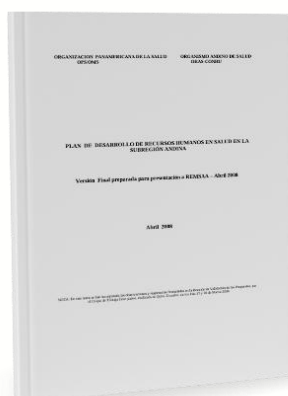 ORGANIZACION PANAMERICANA DE LA SALUD
OPS/OMS
ORGANISMO ANDINO DE SALUD
ORAS CONHU
PLAN DE DESARROLLO DE RECURSOS HUMANOS EN SALUD EN LA
SUBREGIÓN ANDINA
Versión Final preparada para presentación a REMSAA – Abril 2008
Abril 2008